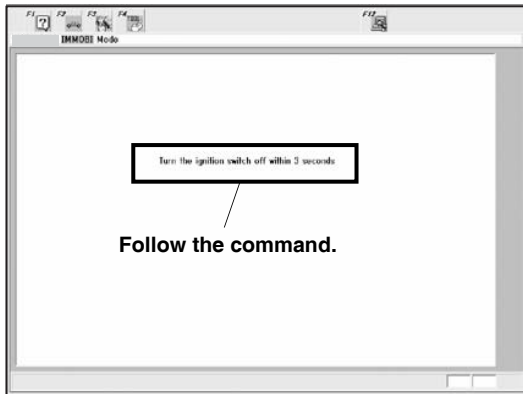 F1 F2 F3 F4 F12
?
IMMOBI Mode
Turn the ignition switch off within 3 seconds
Follow the command.